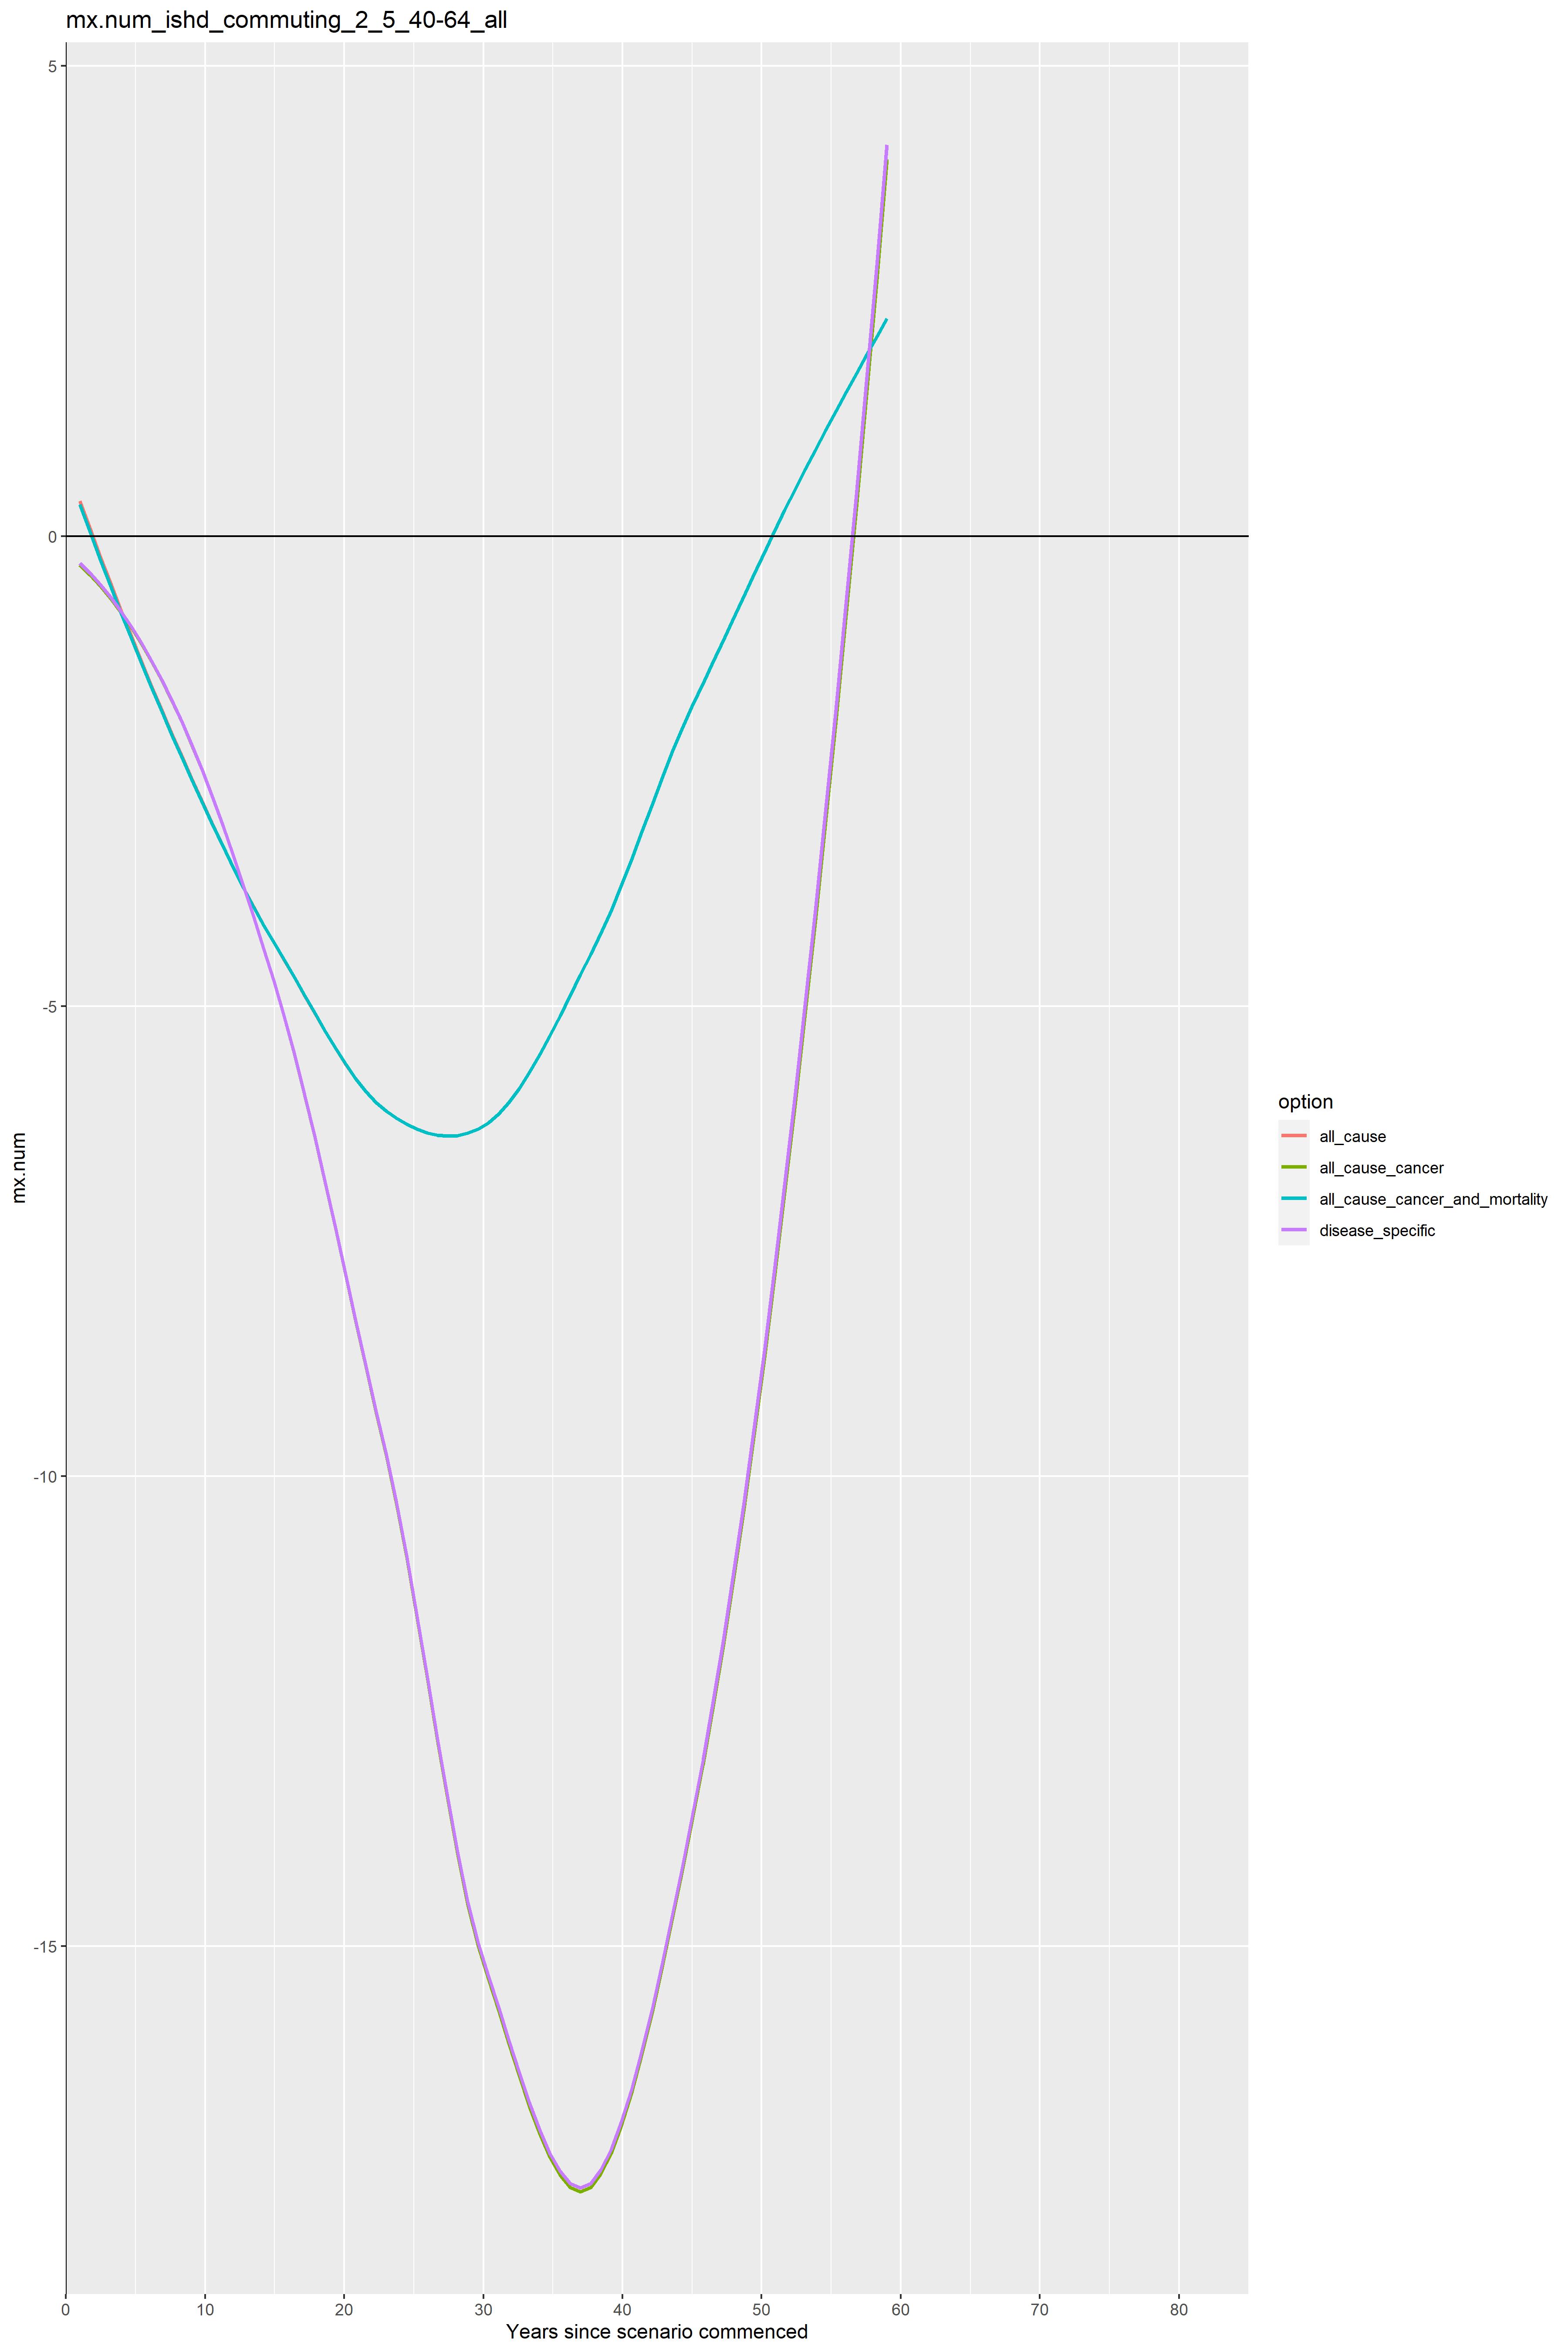 mx.num_ishd_commuting_2_5_40-64_all
5
0
-5
-10
-15
mx.num
0 10 20 30 40 50 60 70 80
Years since scenario commenced
option
all_cause
all_cause_cancer
all_cause_cancer_and_mortality
disease_specific